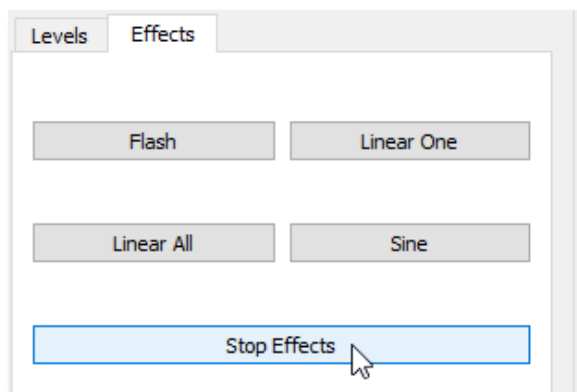 Levels Effects
Flash Linear One
Linear All Sine
Stop Effects